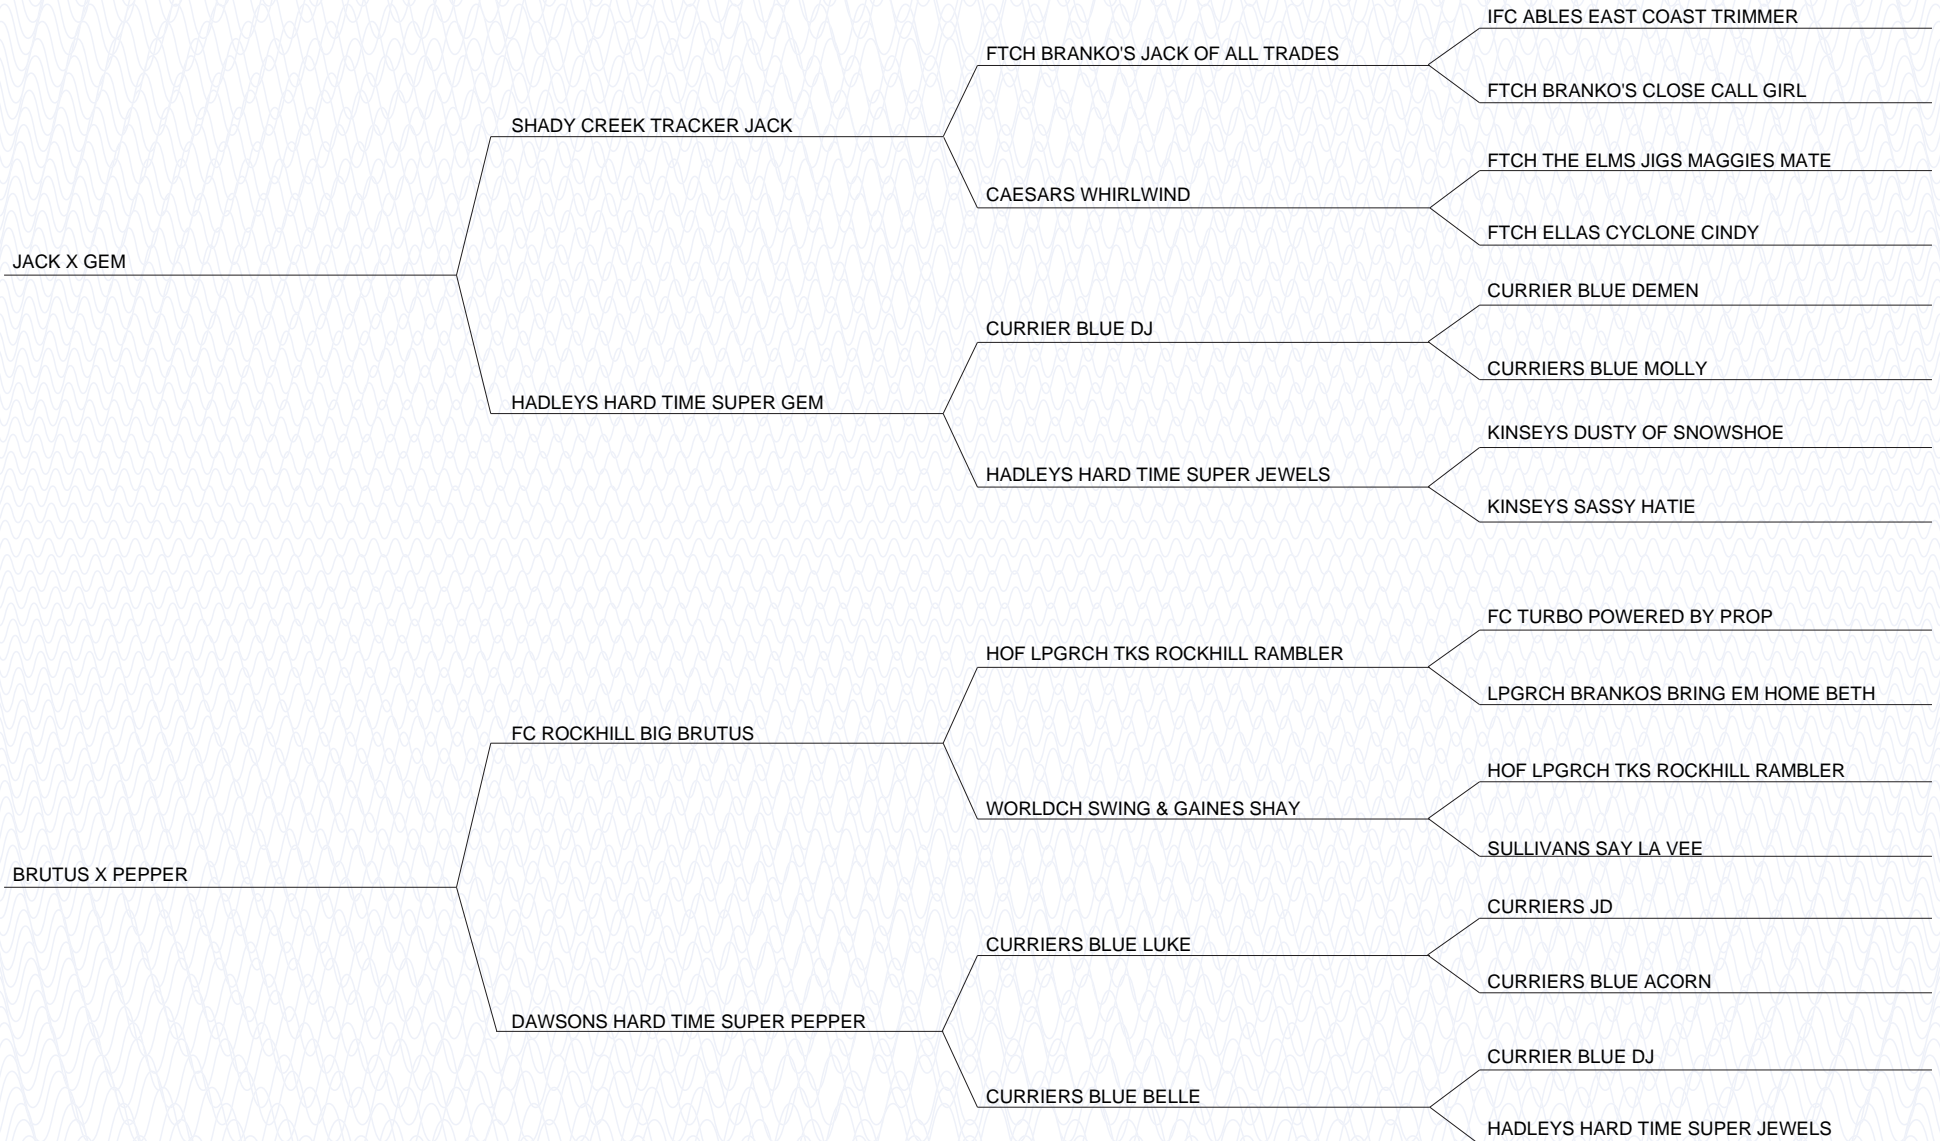 IFC ABLES EAST COAST TRIMMER
FTCH BRANKO'S JACK OF ALL TRADES
FTCH BRANKO'S CLOSE CALL GIRL
SHADY CREEK TRACKER JACK
FTCH THE ELMS JIGS MAGGIES MATE
CAESARS WHIRLWIND
FTCH ELLAS CYCLONE CINDY
JACK X GEM
CURRIER BLUE DEMEN
CURRIER BLUE DJ
CURRIERS BLUE MOLLY
HADLEYS HARD TIME SUPER GEM
KINSEYS DUSTY OF SNOWSHOE
HADLEYS HARD TIME SUPER JEWELS
KINSEYS SASSY HATIE
FC TURBO POWERED BY PROP
HOF LPGRCH TKS ROCKHILL RAMBLER
LPGRCH BRANKOS BRING EM HOME BETH
FC ROCKHILL BIG BRUTUS
HOF LPGRCH TKS ROCKHILL RAMBLER
WORLDCH SWING & GAINES SHAY
SULLIVANS SAY LA VEE
BRUTUS X PEPPER
CURRIERS JD
CURRIERS BLUE LUKE
CURRIERS BLUE ACORN
DAWSONS HARD TIME SUPER PEPPER
CURRIER BLUE DJ
CURRIERS BLUE BELLE
HADLEYS HARD TIME SUPER JEWELS